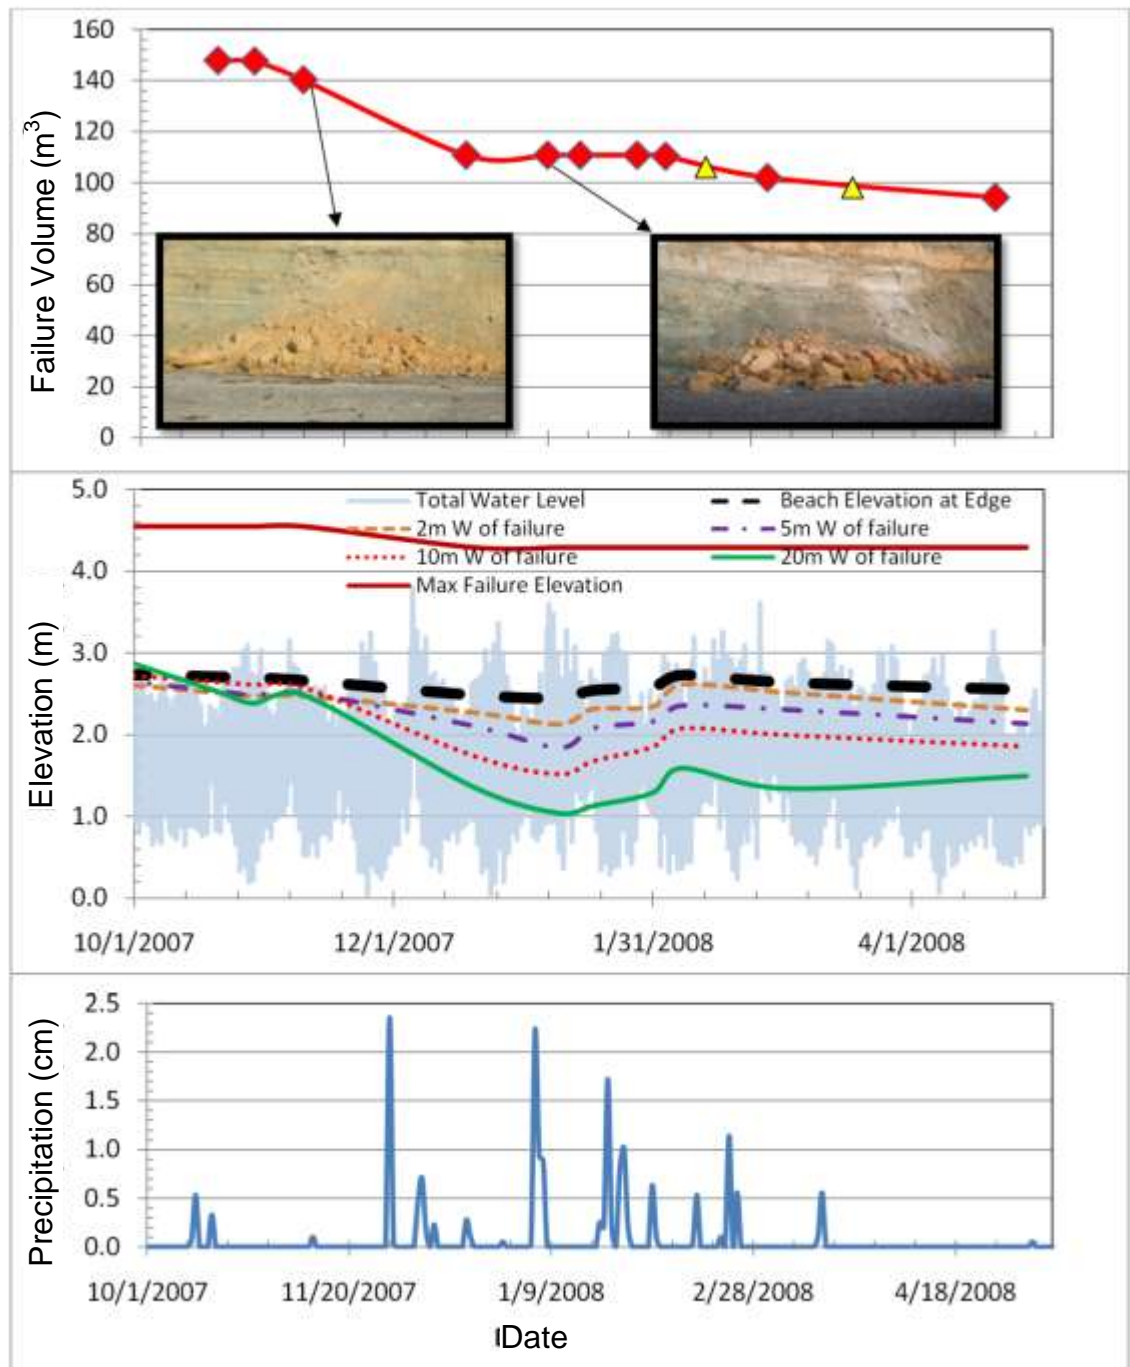 160
140
120
100
80
60
40
20
0
Failure Volume (m³)
5.0
4.0
3.0
2.0
1.0
0.0
Elevation (m)
Total Water Level
Beach Elevation at Edge
2m W of failure
5m W of failure
10m W of failure
20m W of failure
Max Failure Elevation
10/1/2007 12/1/2007 1/31/2008 4/1/2008
2.5
2.0
1.5
1.0
0.5
0.0
Precipitation (cm)
10/1/2007 11/20/2007 1/9/2008 2/28/2008 4/18/2008
Date